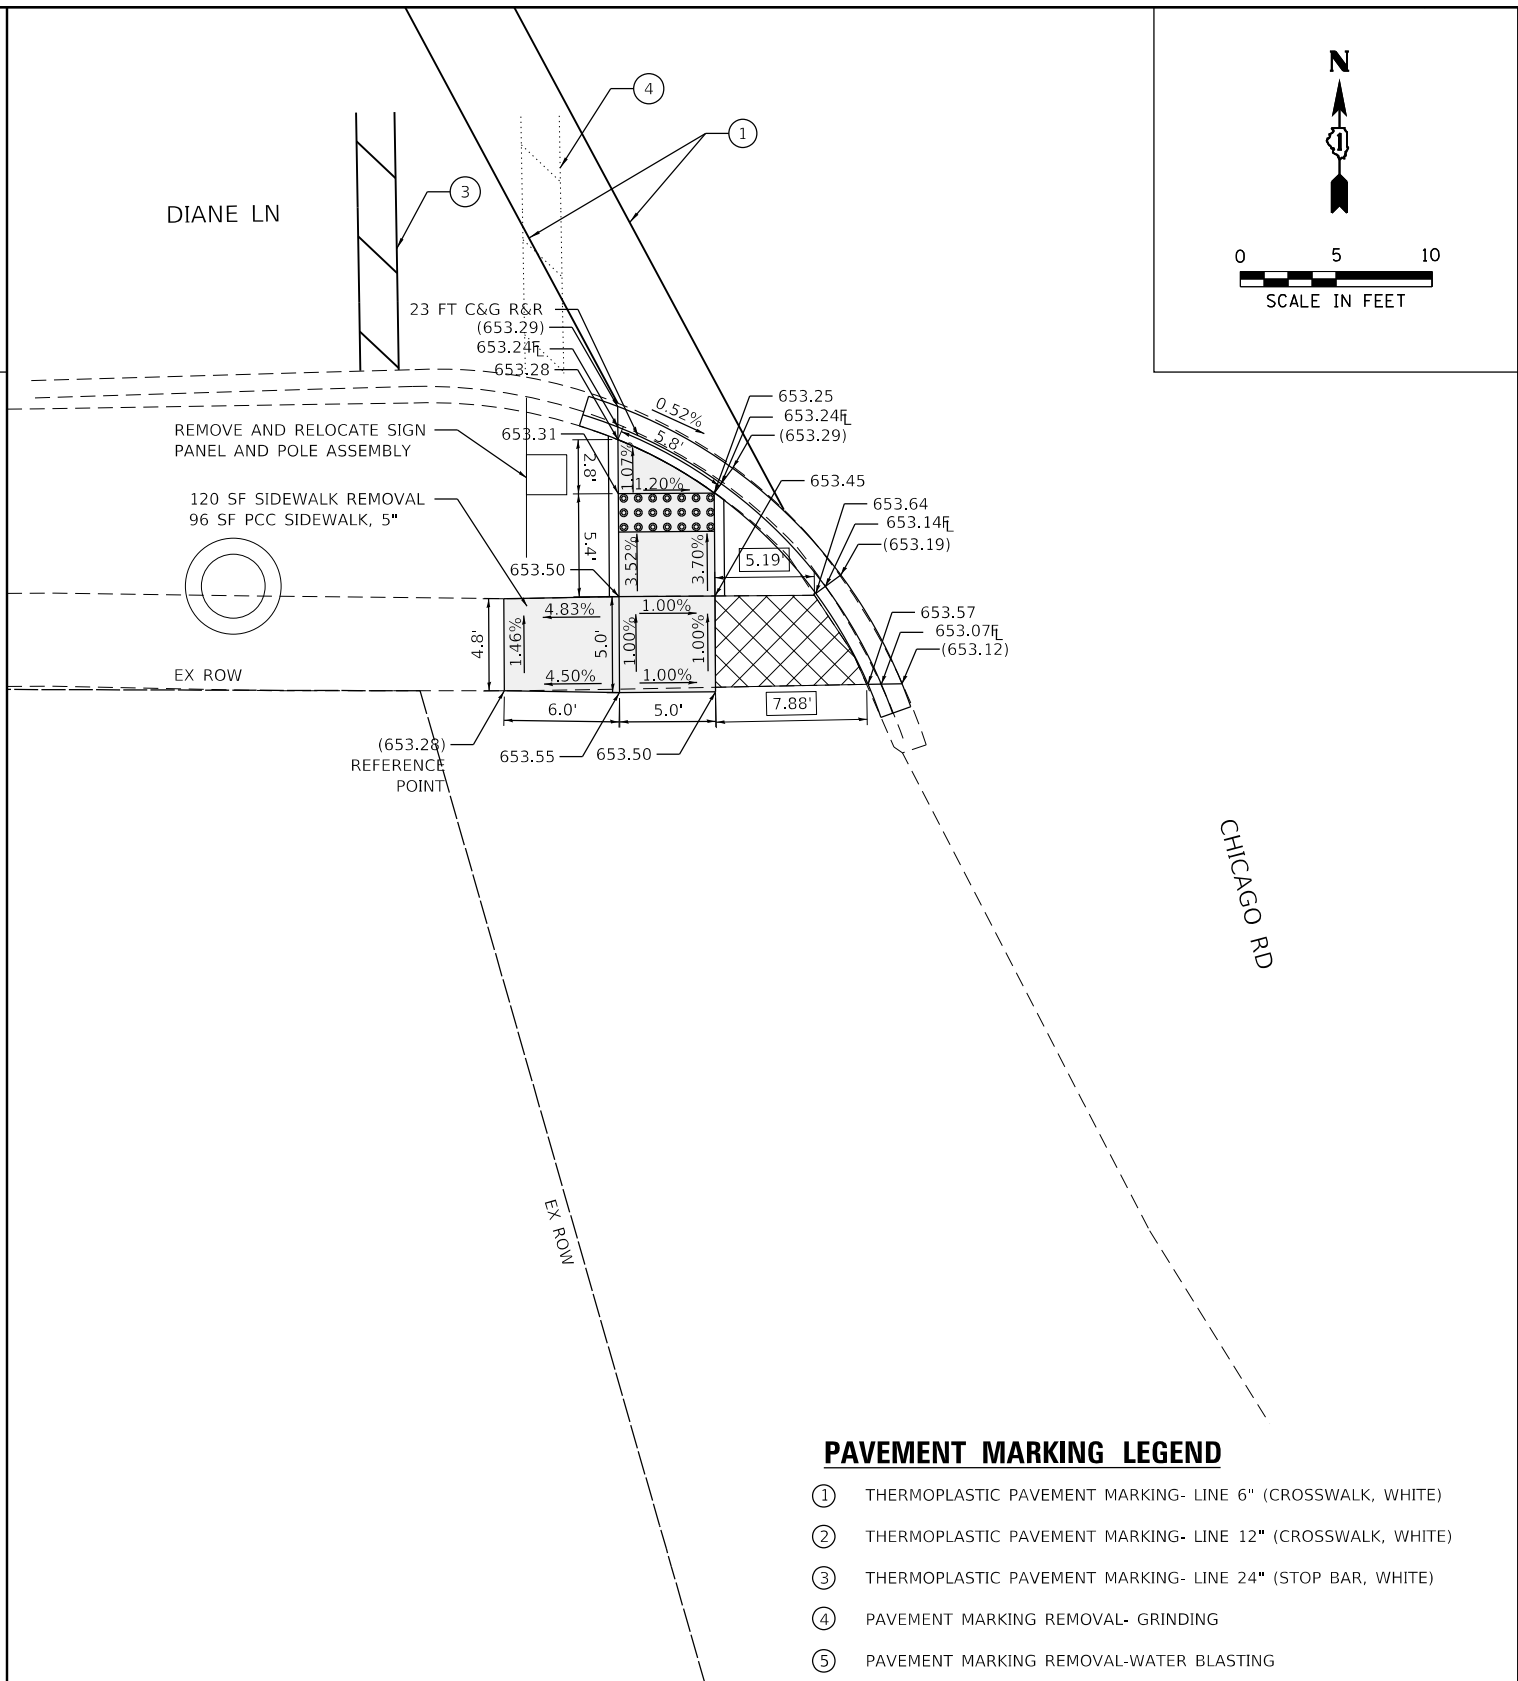 N
1
0 5 10
SCALE IN FEET
4
1
3
DIANE LN
23 FT C&G R&R
(653.29)
653.24FL
653.28
0.52%
5.8'
653.25
653.24FL
(653.29)
REMOVE AND RELOCATE SIGN
PANEL AND POLE ASSEMBLY
653.31
2.8'
1.07%
1.20%
653.45
120 SF SIDEWALK REMOVAL
96 SF PCC SIDEWALK, 5"
653.64
653.14FL
(653.19)
5.4'
3.52%
3.70%
5.19'
653.50
4.83%
1.00%
653.57
653.07FL
(653.12)
4.8'
1.46%
5.0'
1.00%
1.00%
EX ROW
4.50%
1.00%
6.0'
5.0'
7.88'
(653.28)
REFERENCE
POINT
653.55
653.50
CHICAGO RD
EX ROW
PAVEMENT MARKING LEGEND
1 THERMOPLASTIC PAVEMENT MARKING- LINE 6" (CROSSWALK, WHITE)
2 THERMOPLASTIC PAVEMENT MARKING- LINE 12" (CROSSWALK, WHITE)
3 THERMOPLASTIC PAVEMENT MARKING- LINE 24" (STOP BAR, WHITE)
4 PAVEMENT MARKING REMOVAL- GRINDING
5 PAVEMENT MARKING REMOVAL-WATER BLASTING